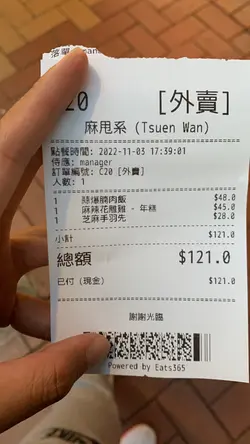 C20 [外賣]
麻甩系 (Tsuen Wan)
點餐時間: 2022-11-03 17:39:01
侍應: manager
訂單編號: C20 [外賣]
人數: 1
1 陸爆腩肉飯 $48.0
1 麻辣花雕雞 - 年糕 $45.0
1 芝麻手羽先 $28.0
小計 $121.0
總額 $121.0
已付 (現金) $121.0
謝謝光臨
Powered by Eats365